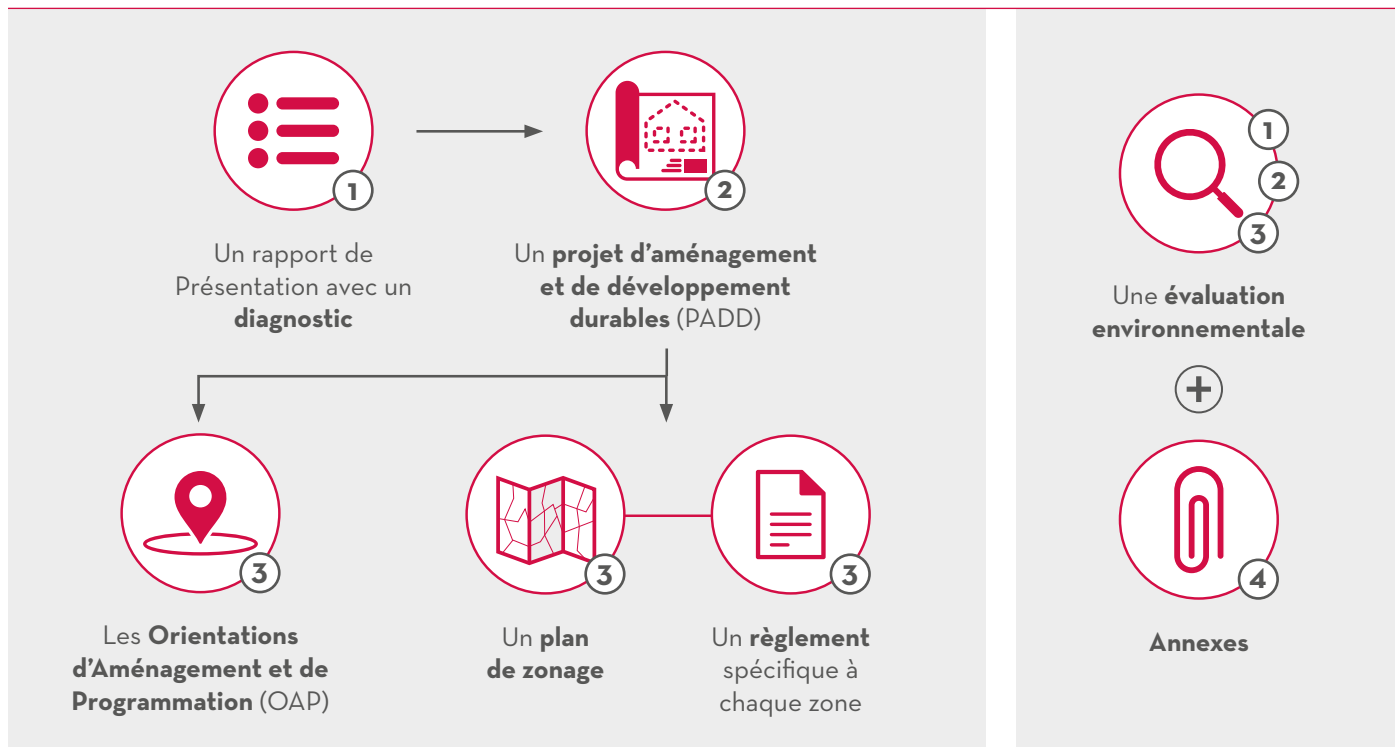 1
Un rapport de
Présentation avec un
diagnostic
2
Un projet d'aménagement
et de développement
durables (PADD)
3
Les Orientations
d'Aménagement et de
Programmation (OAP)
3
Un plan
de zonage
3
Un règlement
spécifique à
chaque zone
1
2
3
Une évaluation
environnementale
+
4
Annexes